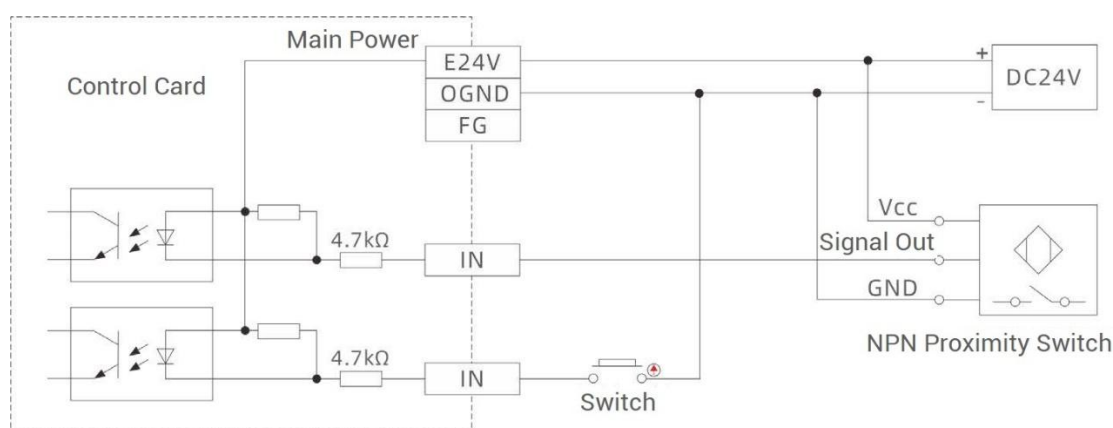 Main Power
E24V
+
DC24V
Control Card
OGND
-
FG
Vcc
4.7kΩ
Signal Out
IN
GND
NPN Proximity Switch
4.7kΩ
IN
Switch